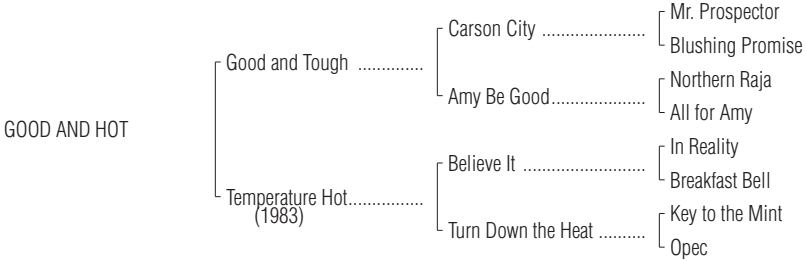 Mr. Prospector
Carson City ......................
Blushing Promise
Good and Tough ..............
Northern Raja
Amy Be Good....................
All for Amy
GOOD AND HOT
In Reality
Believe It ..........................
Breakfast Bell
Temperature Hot................
(1983)
Key to the Mint
Turn Down the Heat ..........
Opec